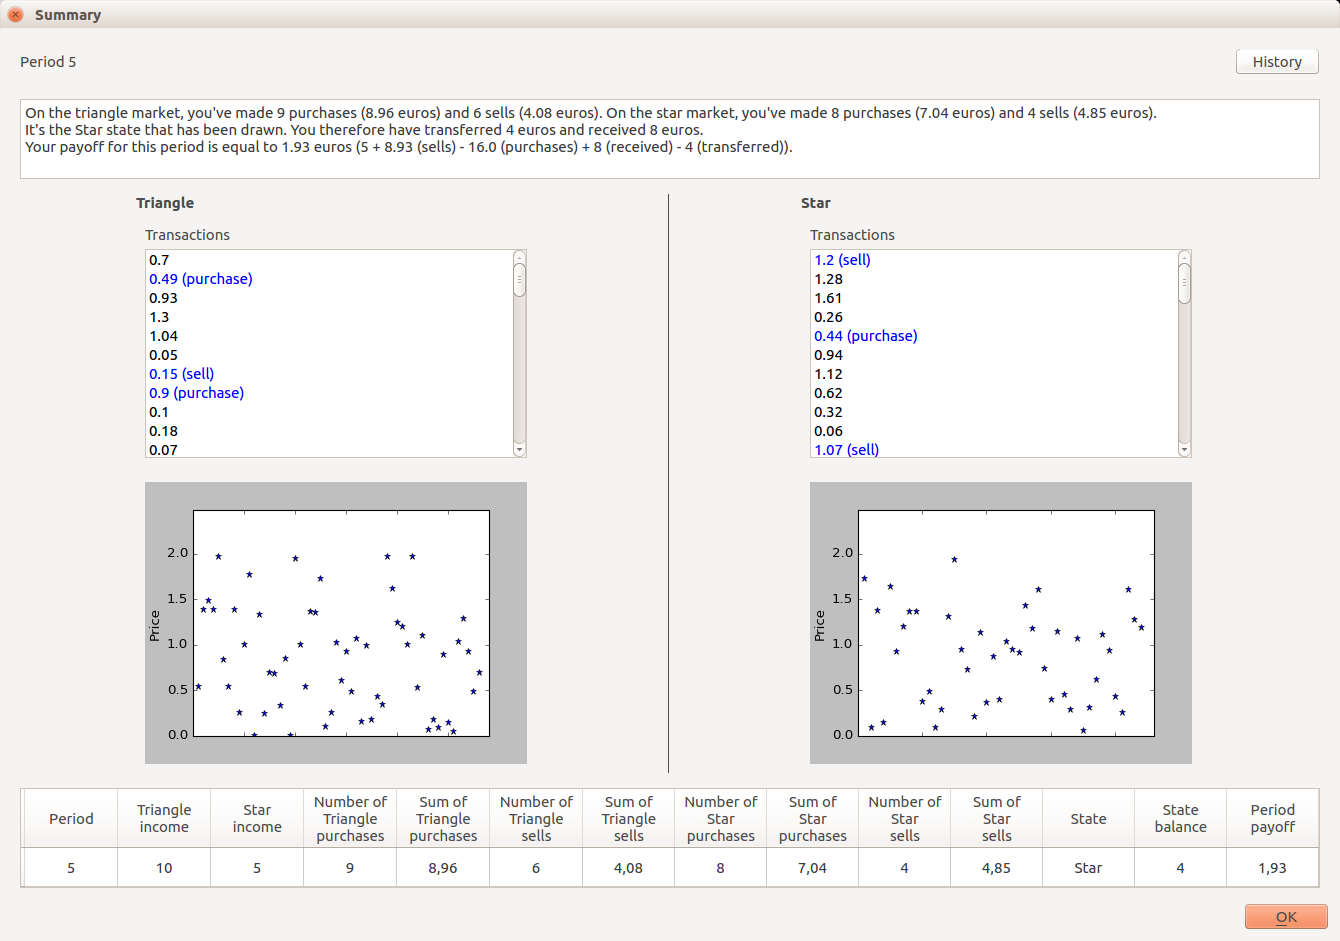 Summary
Period 5
History
On the triangle market, you've made 9 purchases (8.96 euros) and 6 sells (4.08 euros). On the star market, you've made 8 purchases (7.04 euros) and 4 sells (4.85 euros).
It's the Star state that has been drawn. You therefore have transferred 4 euros and received 8 euros.
Your payoff for this period is equal to 1.93 euros (5 + 8.93 (sells) - 16.0 (purchases) + 8 (received) - 4 (transferred)).
Triangle
Transactions
0.7
0.49 (purchase)
0.93
1.3
1.04
0.05
0.15 (sell)
0.9 (purchase)
0.1
0.18
0.07
2.0
1.5
1.0
0.5
0.0
Price
Star
Transactions
1.2 (sell)
1.28
1.61
0.26
0.44 (purchase)
0.94
1.12
0.62
0.32
0.06
1.07 (sell)
2.0
1.5
1.0
0.5
0.0
Price
Period
Triangle income
Star income
Number of Triangle purchases
Sum of Triangle purchases
Number of Triangle sells
Sum of Triangle sells
Number of Star purchases
Sum of Star purchases
Number of Star sells
Sum of Star sells
State
State balance
Period payoff
5 10 5 9 8,96 6 4,08 8 7,04 4 4,85 Star 4 1,93
OK